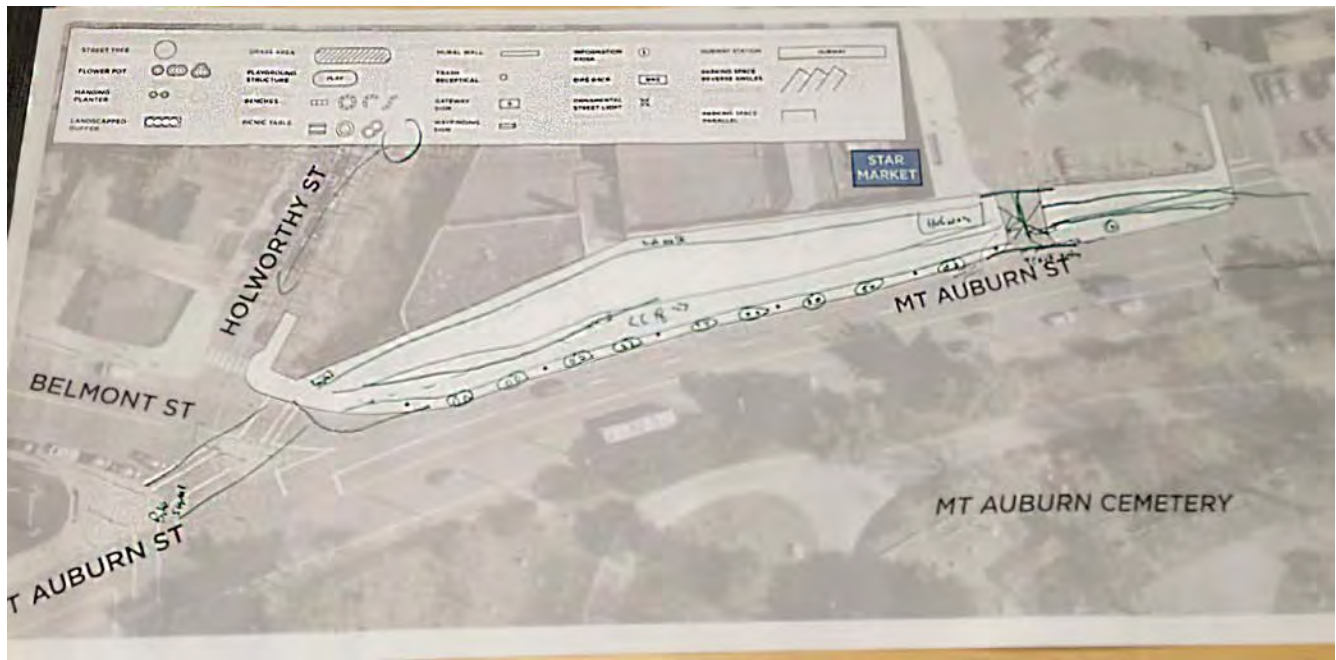 STREET TREE
GRASS AREA
MURAL WALL
INFORMATION
KIOSK
SUBWAY STATION
SUBWAY
FLOWER POT
PLAYGROUND
STRUCTURE
PLAY
TRASH
RECEPTICAL
BIKE RACK
PARKING SPACE
REVERSE ANGLES
HANGING
PLANTER
BENCHES
GATEWAY
SIGN
ORNAMENTAL
STREET LIGHT
LANDSCAPED
BUFFER
PICNIC TABLE
WAYFINDING
SIGN
PARKING SPACE
PARALLEL
STAR
MARKET
HOLWORTHY ST
MT AUBURN ST
BELMONT ST
MT AUBURN CEMETERY
T AUBURN ST